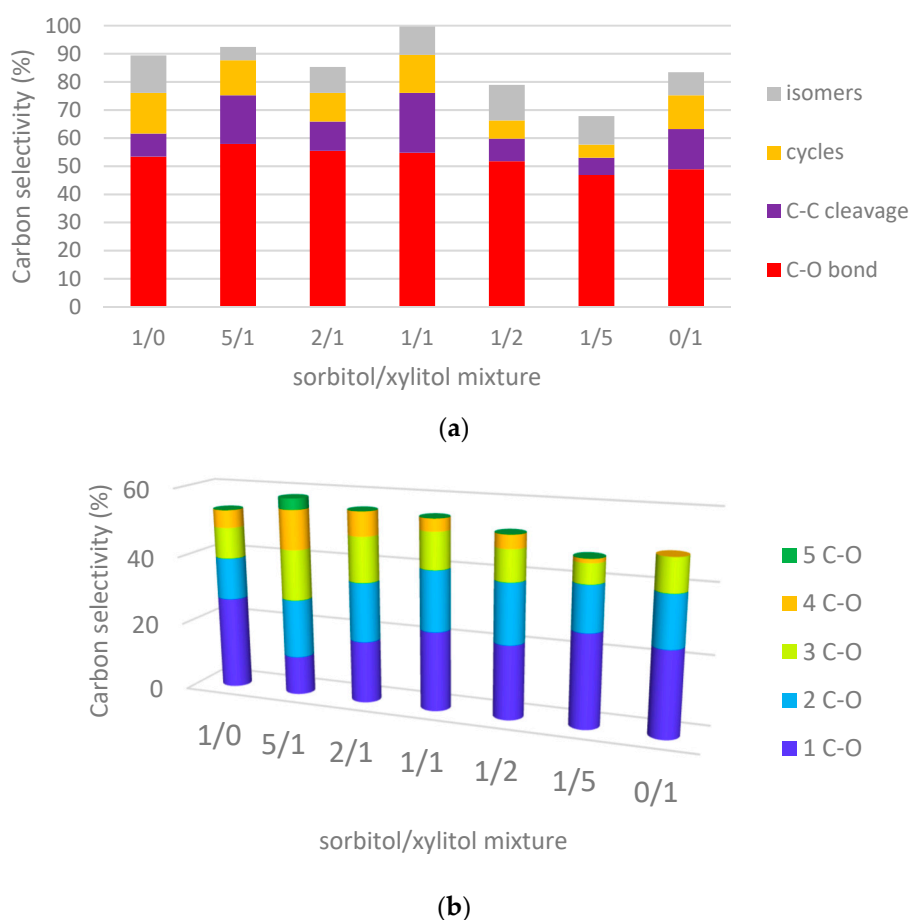 100
90
80
70
60
50
40
30
20
10
0
Carbon selectivity (%)
1/0 5/1 2/1 1/1 1/2 1/5 0/1
sorbitol/xylitol mixture
isomers
cycles
C-C cleavage
C-O bond
(a)
60
40
20
0
Carbon selectivity (%)
1/0 5/1 2/1 1/1 1/2 1/5 0/1
sorbitol/xylitol mixture
5 C-O
4 C-O
3 C-O
2 C-O
1 C-O
(b)